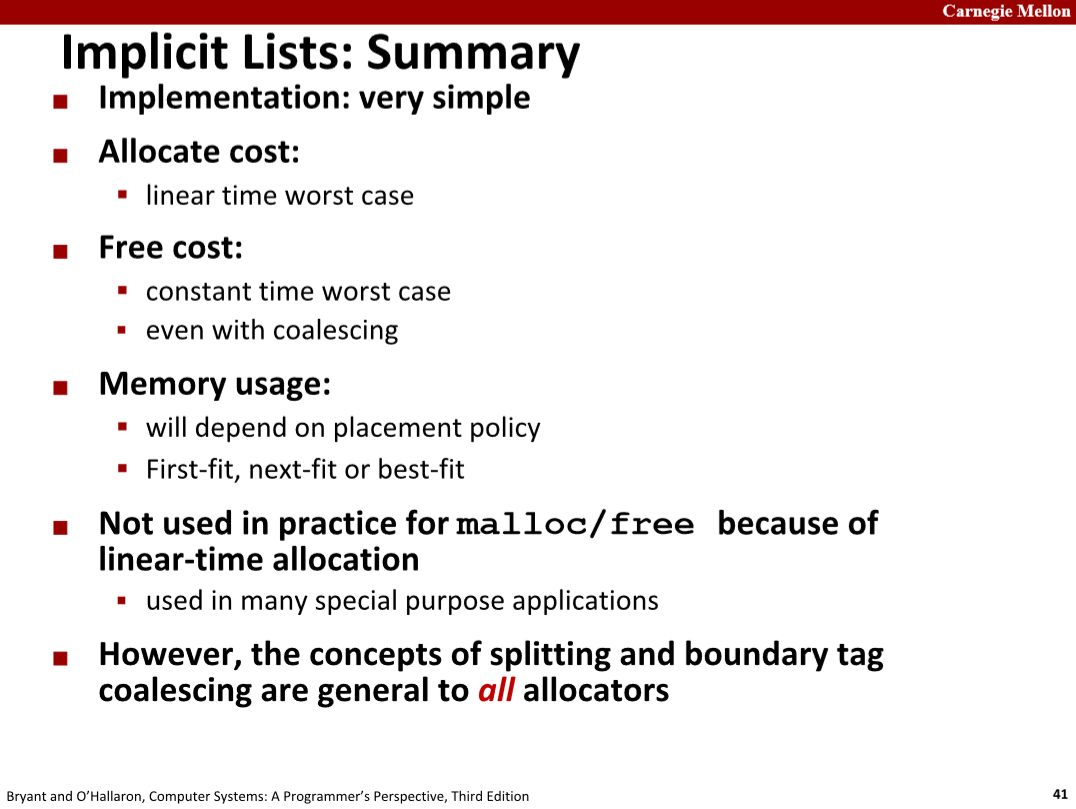 Carnegie Mellon
Implicit Lists: Summary
Implementation: very simple
Allocate cost:
linear time worst case
Free cost:
constant time worst case
even with coalescing
Memory usage:
will depend on placement policy
First-fit, next-fit or best-fit
Not used in practice for malloc/free because of
linear-time allocation
used in many special purpose applications
However, the concepts of splitting and boundary tag
coalescing are general to all allocators
Bryant and O’Hallaron, Computer Systems: A Programmer’s Perspective, Third Edition
41